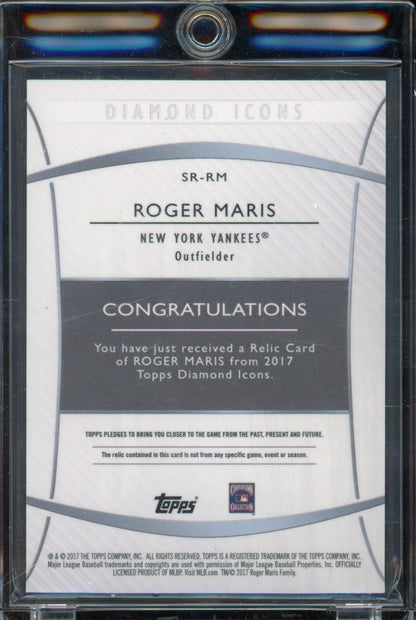 DIAMOND ICONS
SR-RM
ROGER MARIS
NEW YORK YANKEES®
Outfielder
CONGRATULATIONS
You have just received a Relic Card
of ROGER MARIS from 2017
Topps Diamond Icons.
TOPPS PLEDGES TO BRING YOU CLOSER TO THE GAME FROM THE PAST, PRESENT AND FUTURE.
The relic contained in this card is not from any specific game, event or season.
topps
COOPERSTOWN
COLLECTION
® & © 2017 THE TOPPS COMPANY, INC. ALL RIGHTS RESERVED. TOPPS IS A REGISTERED TRADEMARK OF THE TOPPS COMPANY, INC.
Major League Baseball trademarks and copyrights are used with permission of Major League Baseball Properties, Inc. OFFICIALLY
LICENSED PRODUCT OF MLBP. Visit MLB.com TM/© 2017 Roger Maris Family.